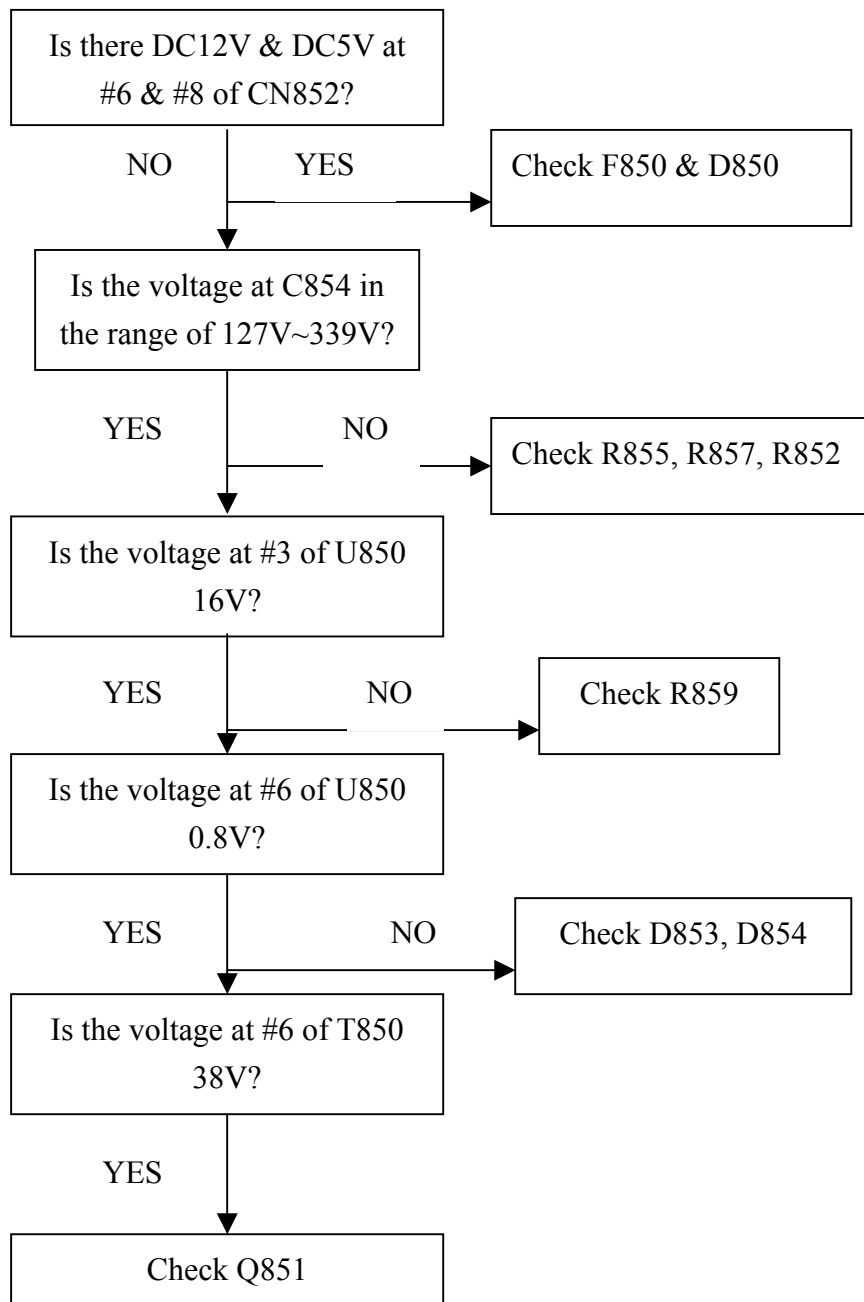 Is there DC12V & DC5V at
#6 & #8 of CN852?
NO
YES
Check F850 & D850
Is the voltage at C854 in
the range of 127V~339V?
YES
NO
Check R855, R857, R852
Is the voltage at #3 of U850
16V?
YES
NO
Check R859
Is the voltage at #6 of U850
0.8V?
YES
NO
Check D853, D854
Is the voltage at #6 of T850
38V?
YES
Check Q851